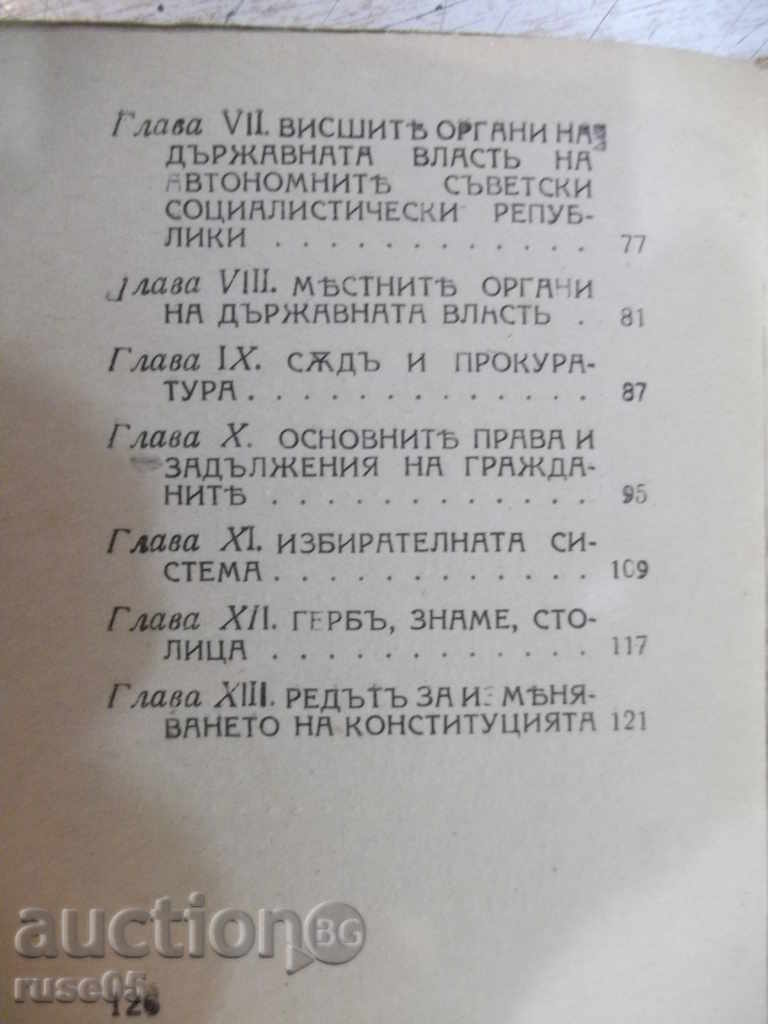 Глава VII. ВИСШИТѢ ОРГАНИ НА
ДЪРЖАВНАТА ВЛАСТЬ НА
АВТОНОМНИТѢ СЪВЕТСКИ
СОЦИАЛИСТИЧЕСКИ РЕПУБ-
ЛИКИ . . . . . . . . . . . . 77
Глава VIII. МѢСТНИТѢ ОРГАНИ
НА ДЪРЖАВНАТА ВЛАСТЬ . 81
Глава IX. СѪДЪ И ПРОКУРА-
ТУРА . . . . . . . . . . . . . 87
Глава X. ОСНОВНИТѢ ПРАВА И
ЗАДЪЛЖЕНИЯ НА ГРАЖДА-
НИТѢ . . . . . . . . . . . . 95
Глава XI. ИЗБИРАТЕЛНАТА СИ-
СТЕМА . . . . . . . . . . . . 109
Глава XII. ГЕРБЪ, ЗНАМЕ, СТО-
ЛИЦА . . . . . . . . . . . . 117
Глава XIII. РЕДЪТЪ ЗА ИЗМѢНЯ-
ВАНЕТО НА КОНСТИТУЦИЯТА 121
auction BG
ruse05
126